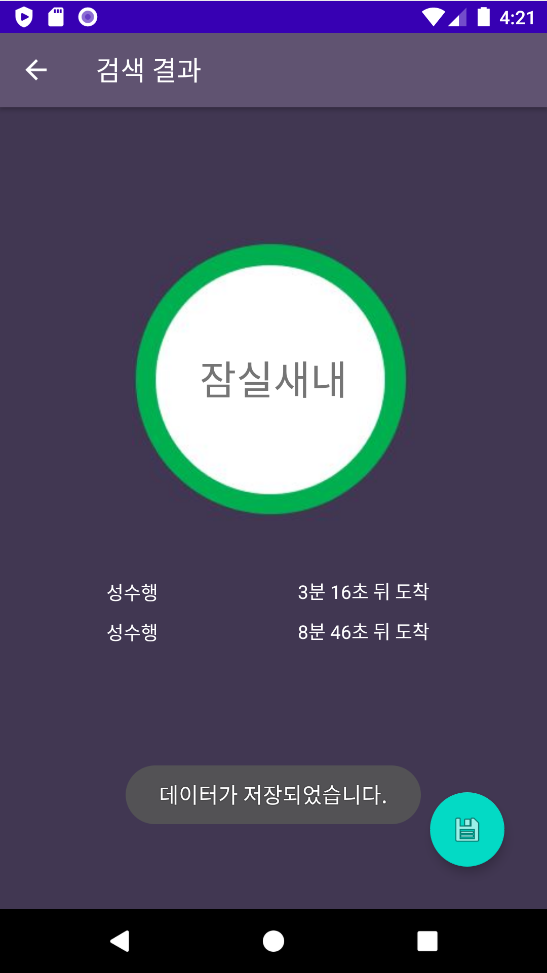 4:21
검색 결과
잠실새내
성수행 3분 16초 뒤 도착
성수행 8분 46초 뒤 도착
데이터가 저장되었습니다.